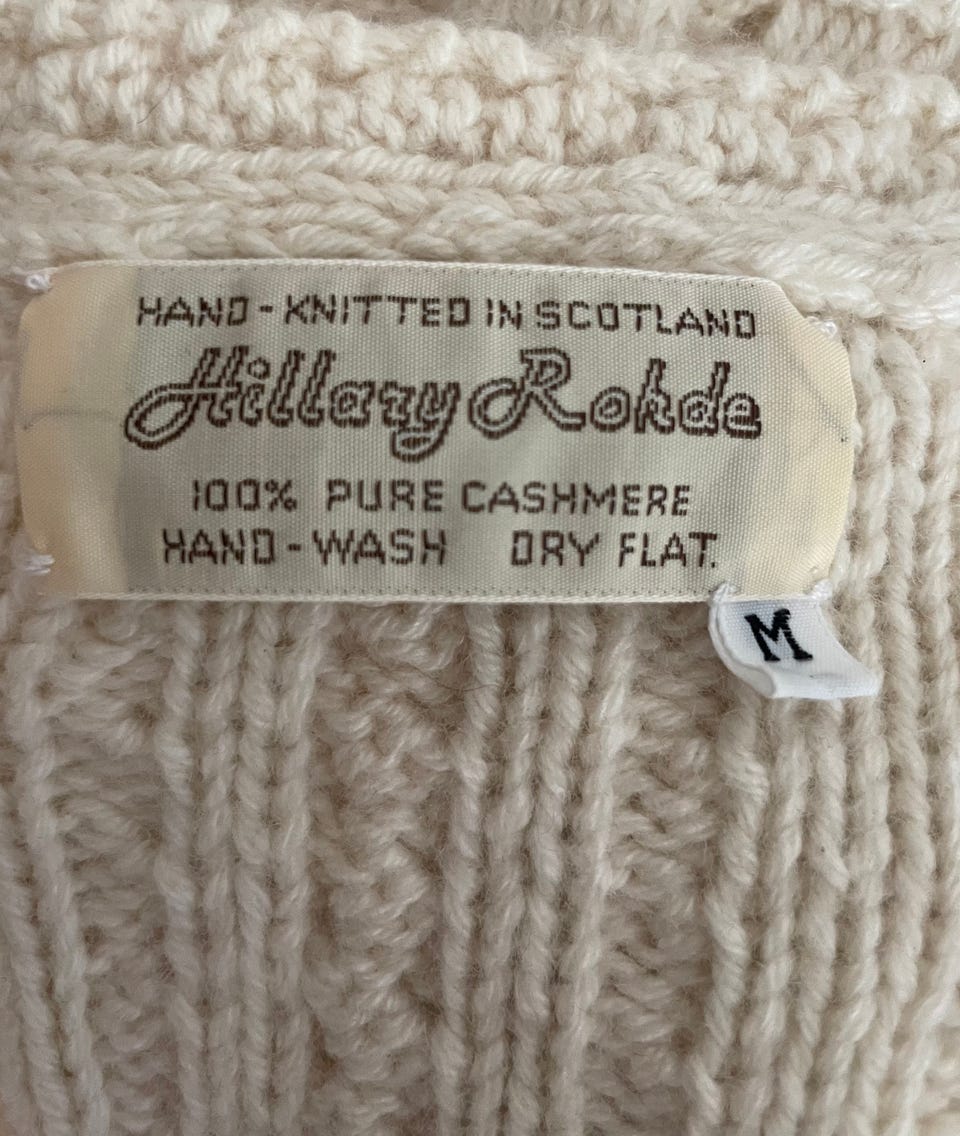 HAND-KNITTED IN SCOTLAND
Hillary Rohde
100% PURE CASHMERE
HAND-WASH DRY FLAT.
M